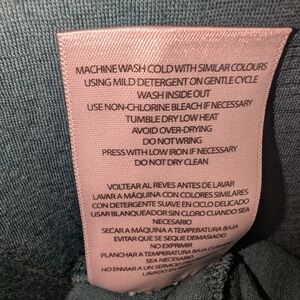 MACHINE WASH COLD WITH SIMILAR COLOURS
USING MILD DETERGENT ON GENTLE CYCLE
WASH INSIDE OUT
USE NON-CHLORINE BLEACH IF NECESSARY
TUMBLE DRY LOW HEAT
AVOID OVER-DRYING
DO NOT WRING
PRESS WITH LOW IRON IF NECESSARY
DO NOT DRY CLEAN
VOLTEAR AL REVES ANTES DE LAVAR
LAVAR A MÁQUINA CON COLORES SIMILARES
CON DETERGENTE SUAVE EN CICLO DELICADO
USAR BLANQUEADOR SIN CLORO CUANDO SEA
NECESARIO
SECAR A MÁQUINA A TEMPERATURA BAJA
EVITAR QUE SE SEQUE DEMASIADO
NO EXPRIMIR
PLANCHAR A TEMPERATURA BAJA
SEA NECESARIO
NO ENVIAR A UN
LAVADO